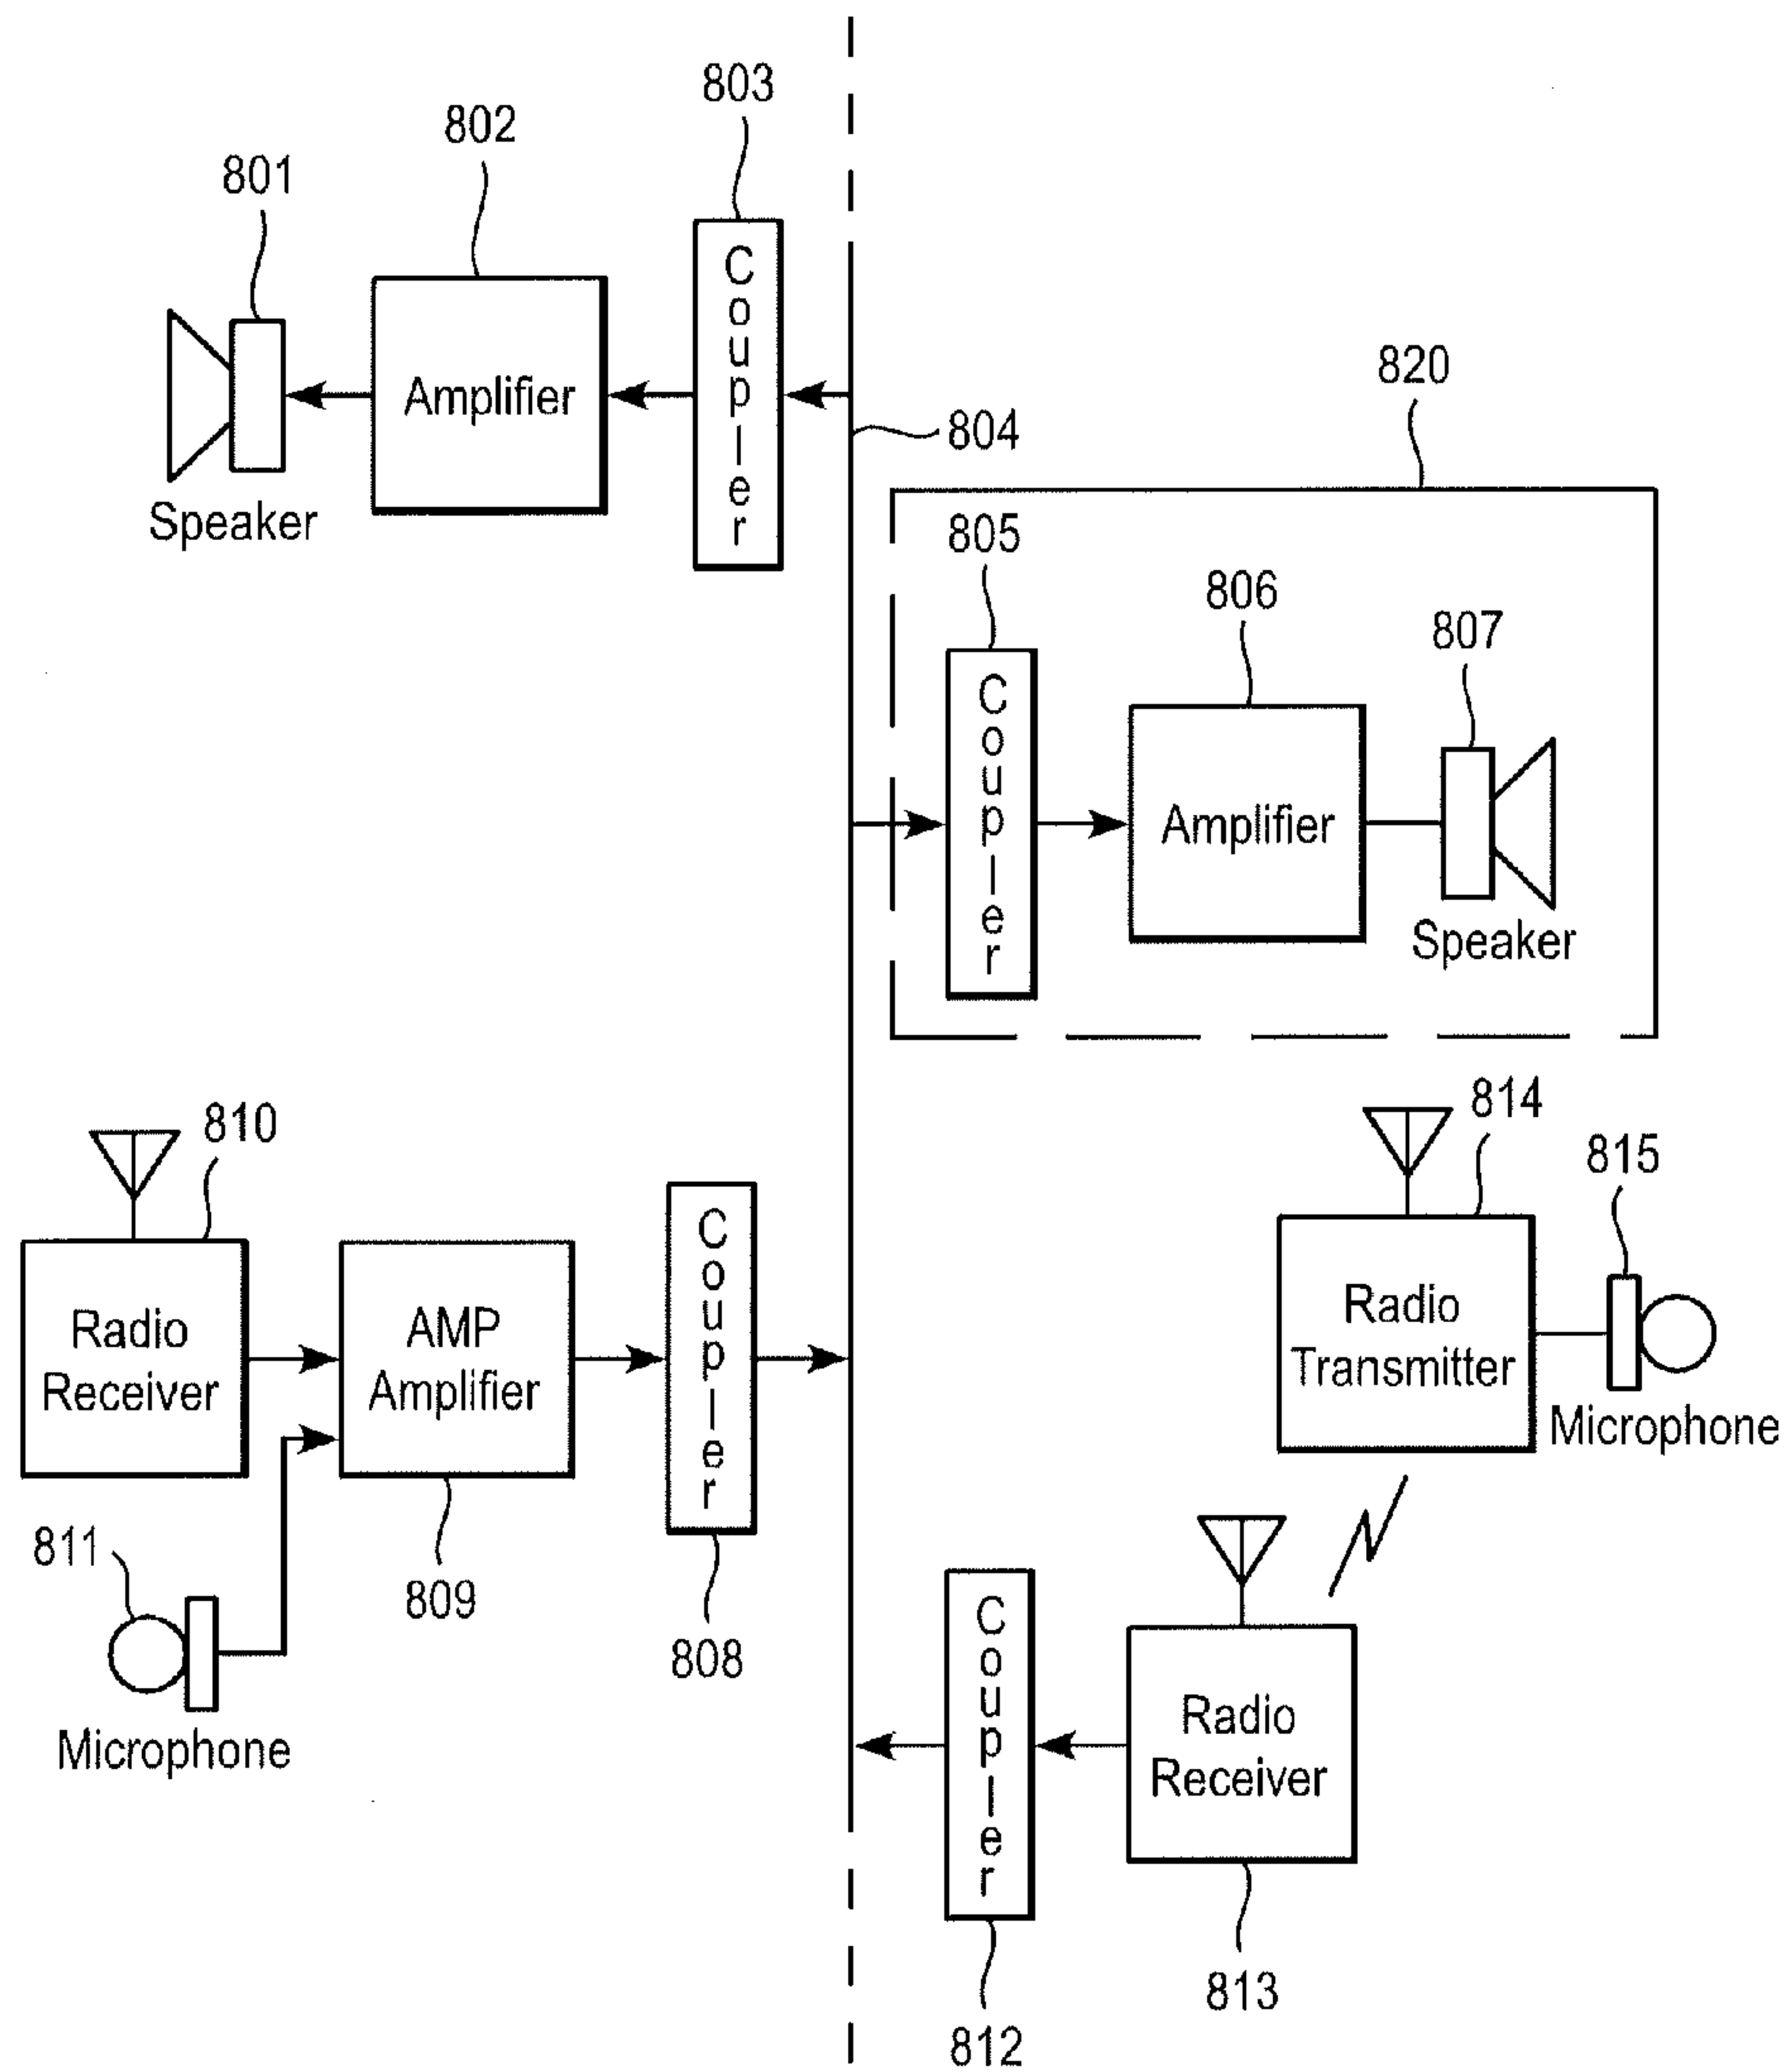 803
802
801
Coupler
Amplifier
Speaker
804
820
805
806
807
Coupler
Amplifier
Speaker
810
814
815
Coupler
Radio
Receiver
AMP
Amplifier
Radio
Transmitter
Microphone
811
809
808
Microphone
Coupler
Radio
Receiver
813
812